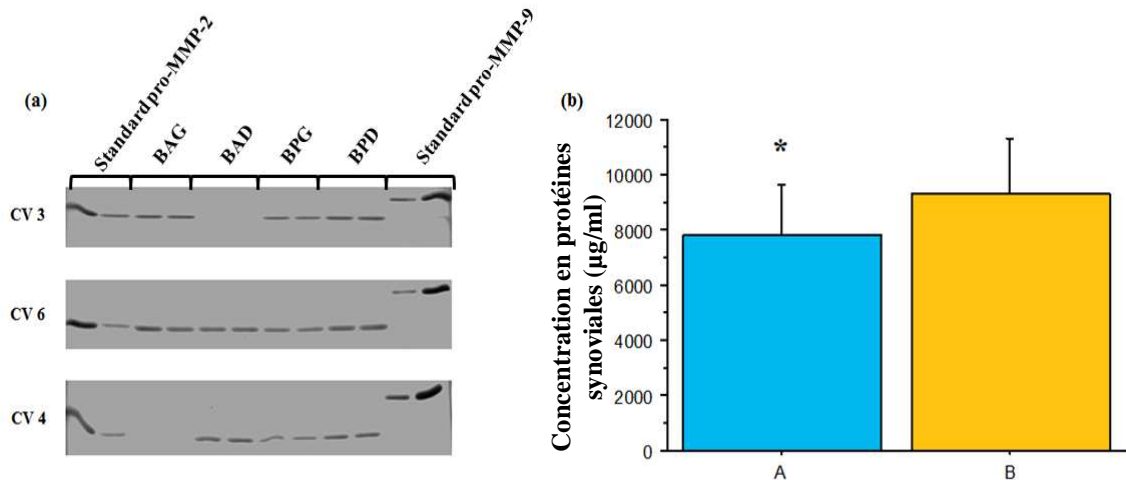 (a)
Standard pro-MMP-2
BAG
BAD
BPG
BPD
Standard pro-MMP-9
CV 3
CV 6
CV 4
(b)
Concentration en protéines
synoviales (µg/ml)
12000
10000
8000
6000
4000
2000
0
*
A
B